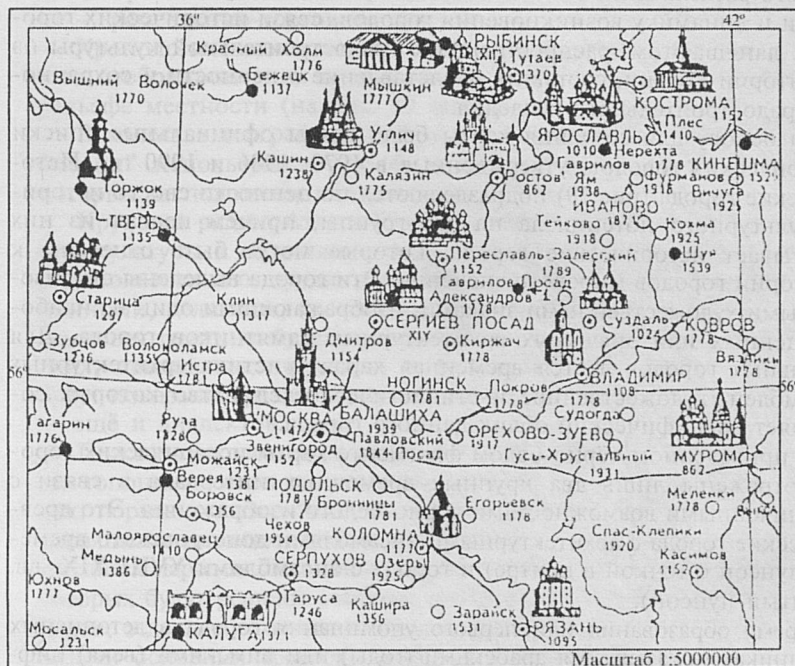 36°
42°
Красный Холм
1776
РЫБИНСК
XII
Тутаев
1370
Бежецк
1137
Вышний Волочек
1770
Мышкин
1777
КОСТРОМА
1152
Углич
1148
ЯРОСЛАВЛЬ
1010
Плес
1410
Нерехта
КИНЕШМА
Кашин
1238
Калязин
1775
Ростов
862
Гаврилов
Ям
1938
1778
Фурманов
1918
Вичуга
1925
Торжок
1139
ТВЕРЬ
1135
ИВАНОВО
1871
Тейково
1918
Кохма
1925
Шуя
1539
Переславль-Залесский
1152
1789
Гаврилов Посад
Александров
1778
Старица
1297
Клин
1317
СЕРГИЕВ ПОСАД
XIV
Киржач
1778
Суздаль
1024
КОВРОВ
1778
Вязники
1778
Зубцов
1216
Волоколамск
1135
Дмитров
1154
56°
56°
Истра
1781
НОГИНСК
1781
Покров
1778
ВЛАДИМИР
1108
Судогда
1778
Гагарин
1776
Руза
1328
МОСКВА
1147
БАЛАШИХА
1939
ОРЕХОВО-ЗУЕВО
1917
Звенигород
1152
Павловский
1844 Посад
Гусь-Хрустальный
1931
МУРОМ
862
Можайск
1231
Верея
1381
ПОДОЛЬСК
1781
Боровск
1356
Бронницы
1781
Егорьевск
1178
Меленки
1778
Чехов
1954
Малоярославец
1410
Спас-Клепики
1920
КОЛОМНА
1177
Медынь
1386
СЕРПУХОВ
1328
Озеры
1925
Касимов
1152
Юхнов
1777
Таруса
1246
Кашира
1356
Зарайск
1531
Мосальск
1231
КАЛУГА
1371
РЯЗАНЬ
1095
Масштаб 1:5000000